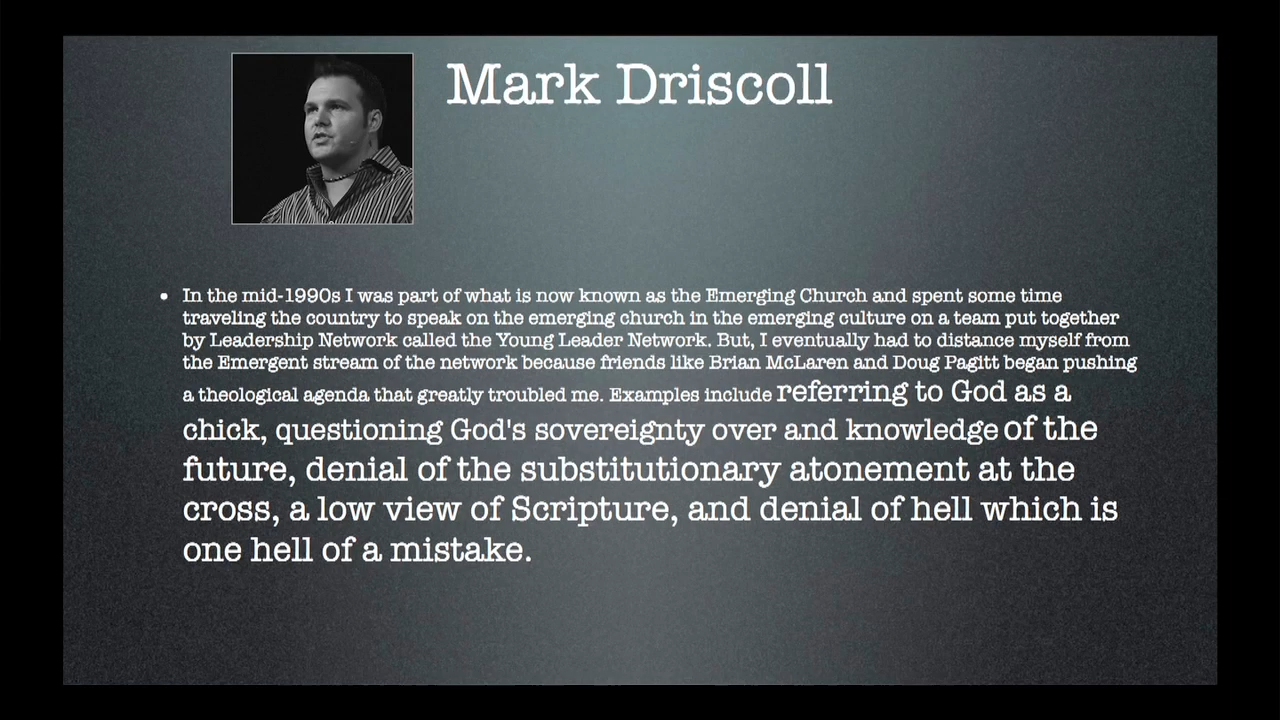 Mark Driscoll
• In the mid-1990s I was part of what is now known as the Emerging Church and spent some time
traveling the country to speak on the emerging church in the emerging culture on a team put together
by Leadership Network called the Young Leader Network. But, I eventually had to distance myself from
the Emergent stream of the network because friends like Brian McLaren and Doug Pagitt began pushing
a theological agenda that greatly troubled me. Examples include referring to God as a
chick, questioning God's sovereignty over and knowledge of the
future, denial of the substitutionary atonement at the
cross, a low view of Scripture, and denial of hell which is
one hell of a mistake.